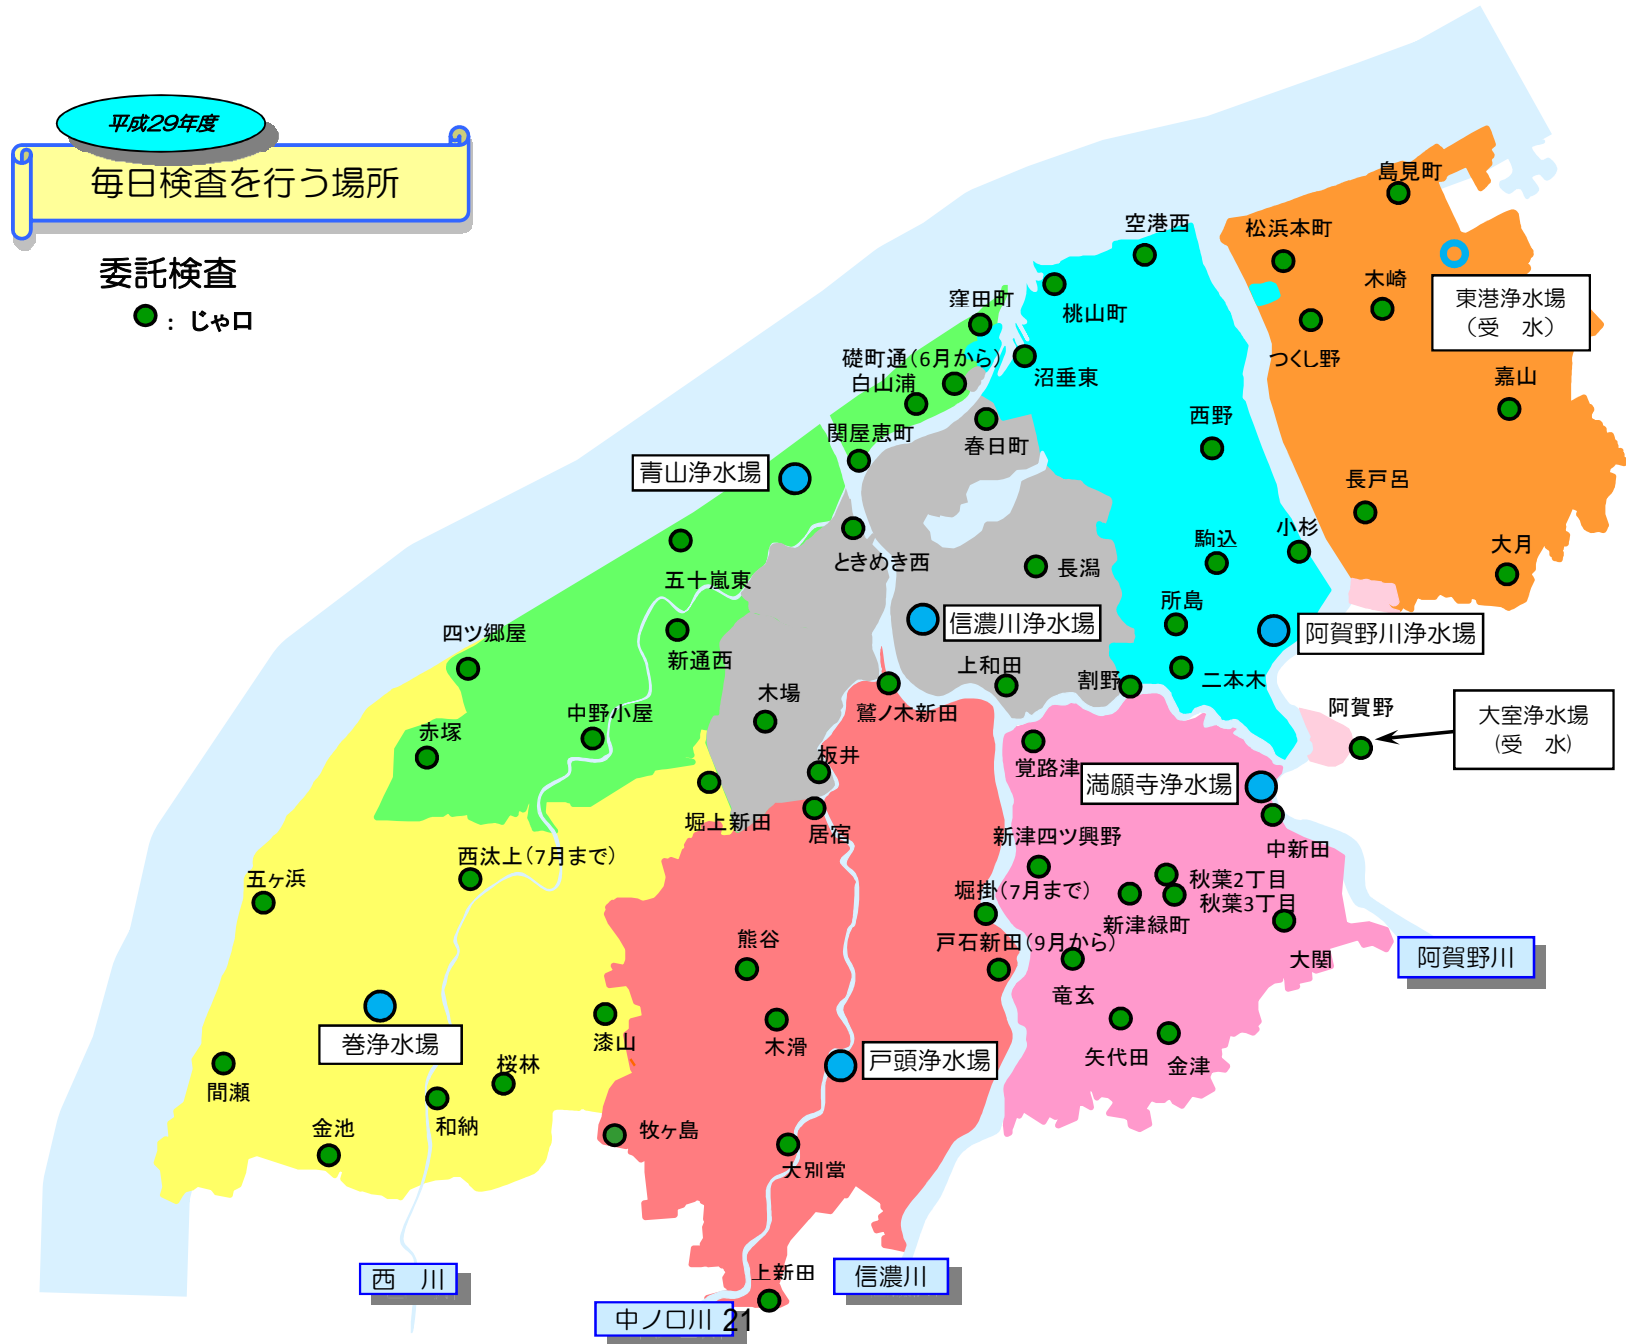 平成29年度
毎日検査を行う場所
委託検査
：じゃ口
島見町
空港西
松浜本町
木崎
東港浄水場
（受　水）
窪田町
桃山町
つくし野
礎町通（6月から）
沼垂東
白山浦
嘉山
西野
関屋恵町
春日町
青山浄水場
長戸呂
小杉
駒込
大月
ときめき西
長潟
五十嵐東
所島
信濃川浄水場
阿賀野川浄水場
四ツ郷屋
新通西
上和田
割野
二本木
木場
鷲ノ木新田
阿賀野
大室浄水場
（受　水）
中野小屋
赤塚
板井
覚路津
満願寺浄水場
堀上新田
居宿
新津四ツ興野
中新田
西汰上（7月まで）
五ヶ浜
堀掛（7月まで）
秋葉2丁目
秋葉3丁目
新津緑町
熊谷
戸石新田（9月から）
大関
阿賀野川
竜玄
巻浄水場
漆山
木滑
戸頭浄水場
矢代田
金津
桜林
間瀬
金池
和納
牧ヶ島
大別當
上新田
西　川
信濃川
中ノ口川
21